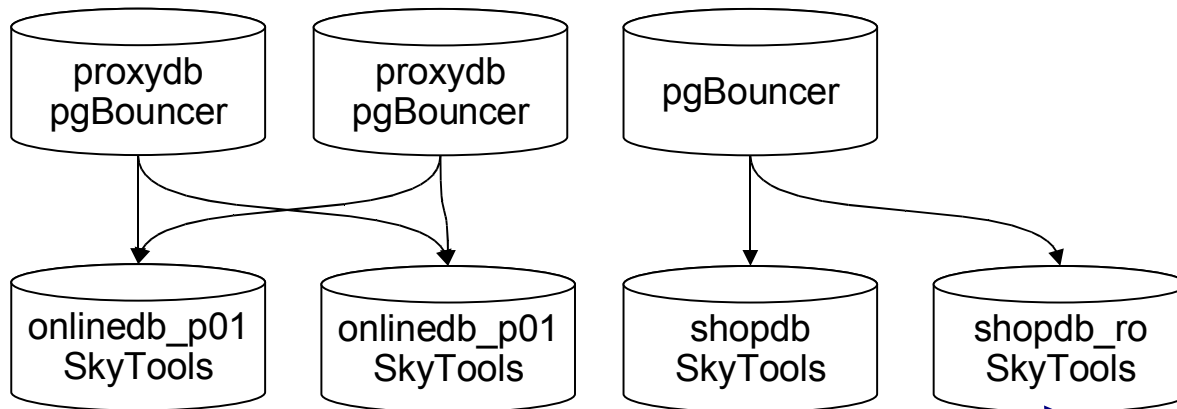 proxydb
pgBouncer
proxydb
pgBouncer
pgBouncer
onlinedb_p01
SkyTools
onlinedb_p01
SkyTools
shopdb
SkyTools
shopdb_ro
SkyTools